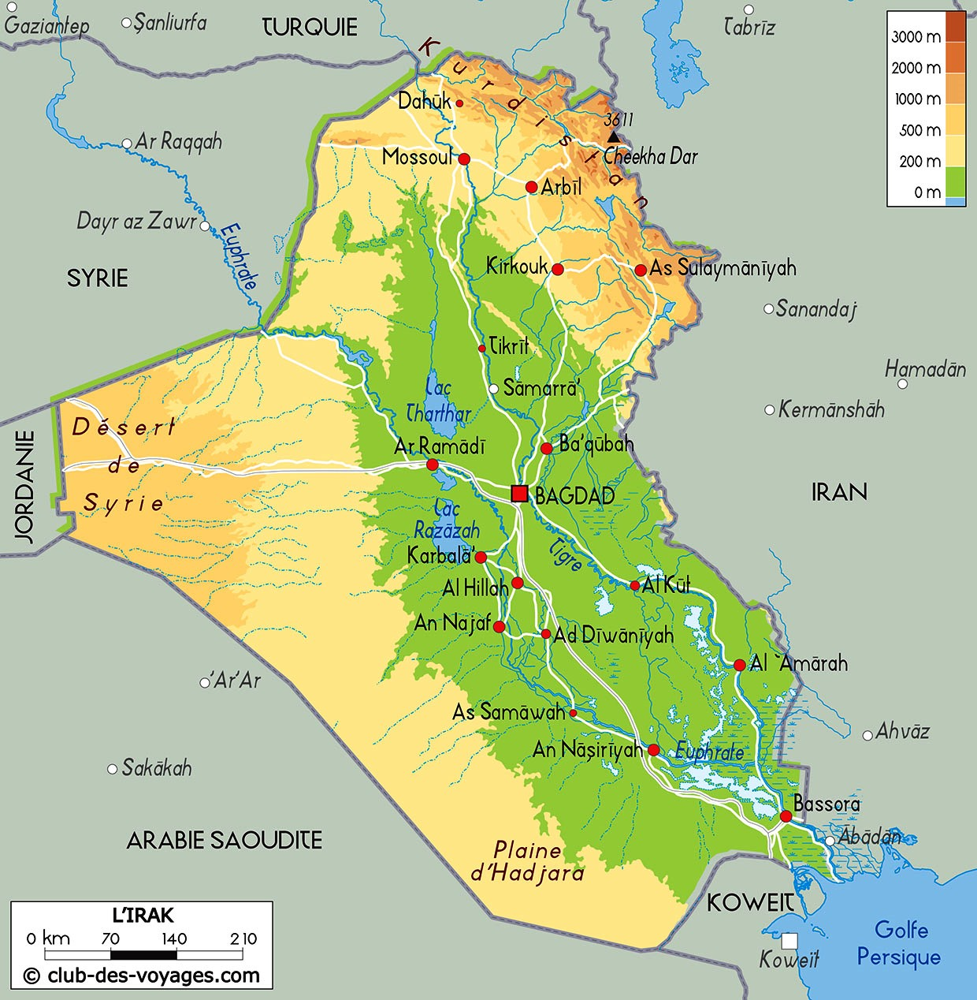 Gaziantep
Şanliurfa
TURQUIE
Tabrīz
Kurdistan
3000 m
2000 m
1000 m
500 m
200 m
0 m
Dahūk
3611
Cheekha Dar
Ar Raqqah
Mossoul
Arbīl
Dayr az Zawr
Euphrate
SYRIE
Kirkouk
As Sulaymānīyah
Sanandaj
Tikrīt
Hamadān
Sāmarrā'
Lac
Tharthar
Kermānshāh
Désert
de
Syrie
JORDANIE
Ar Ramādī
Ba'qūbah
BAGDAD
IRAN
Lac
Razāzah
Karbalā'
Tigre
Al Hillah
Al Kūt
An Najaf
Ad Dīwānīyah
Al `Amārah
'Ar'Ar
As Samāwah
Ahvāz
An Nāşirīyah
Euphrate
Sakākah
Bassora
Ābādān
ARABIE SAOUDITE
Plaine
d'Hadjara
KOWEIT
Golfe
Persique
Koweit
L'IRAK
0 km 70 140 210
© club-des-voyages.com